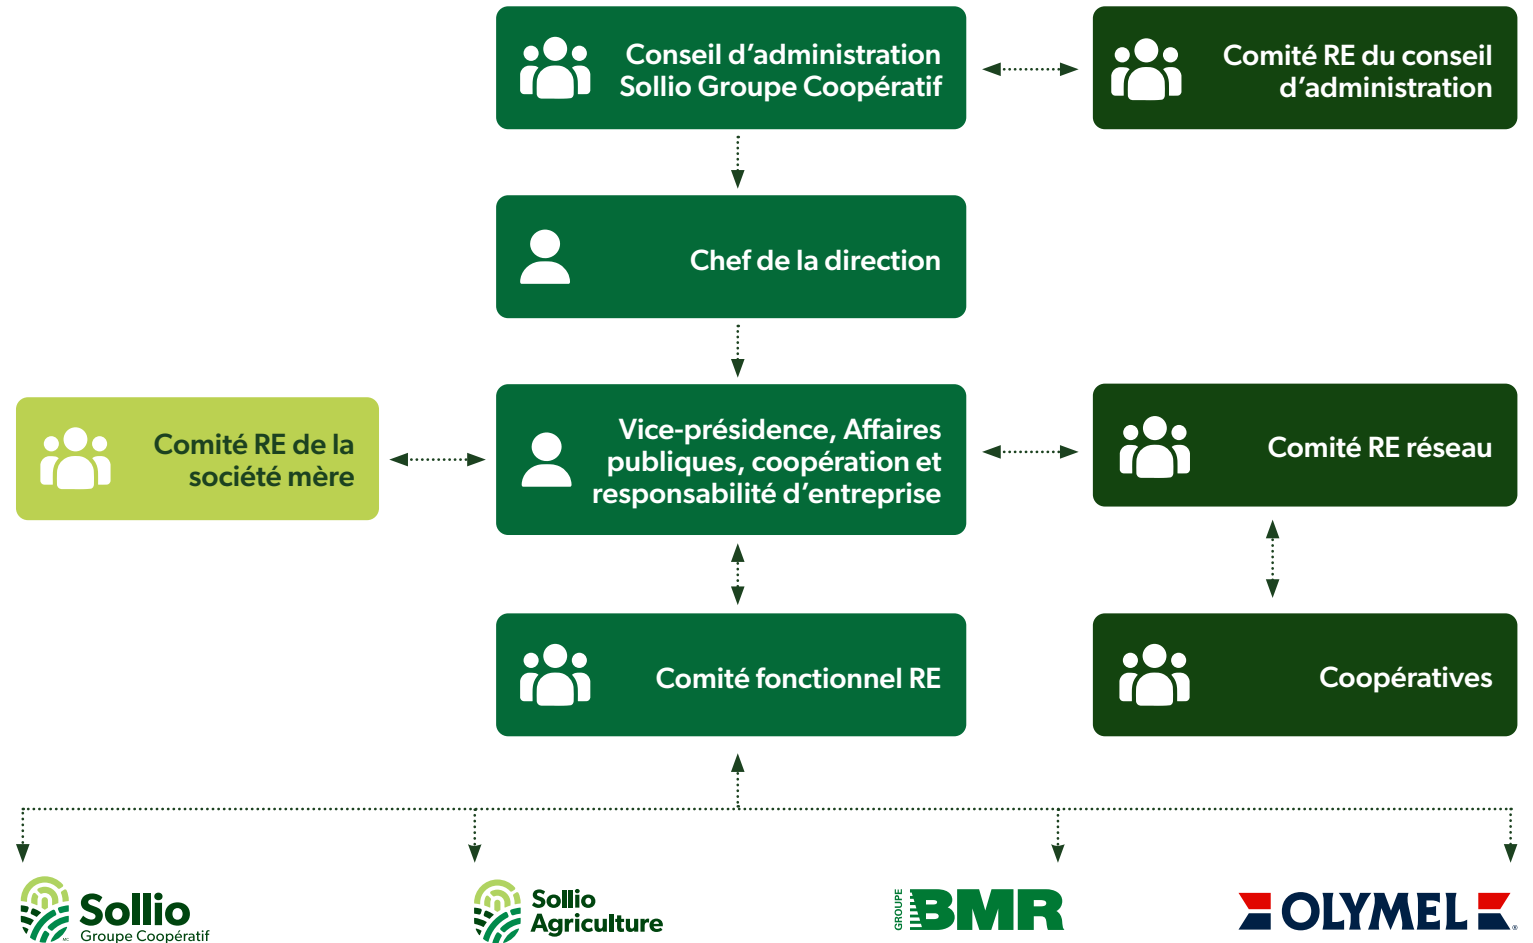 Conseil d’administration
Sollio Groupe Coopératif
Comité RE du conseil
d’administration
Chef de la direction
Comité RE de la
société mère
Vice-présidence, Affaires
publiques, coopération et
responsabilité d’entreprise
Comité RE réseau
Comité fonctionnel RE
Coopératives
Sollio
Groupe Coopératif
MC
Sollio
Agriculture
GROUPE
BMR
OLYMEL